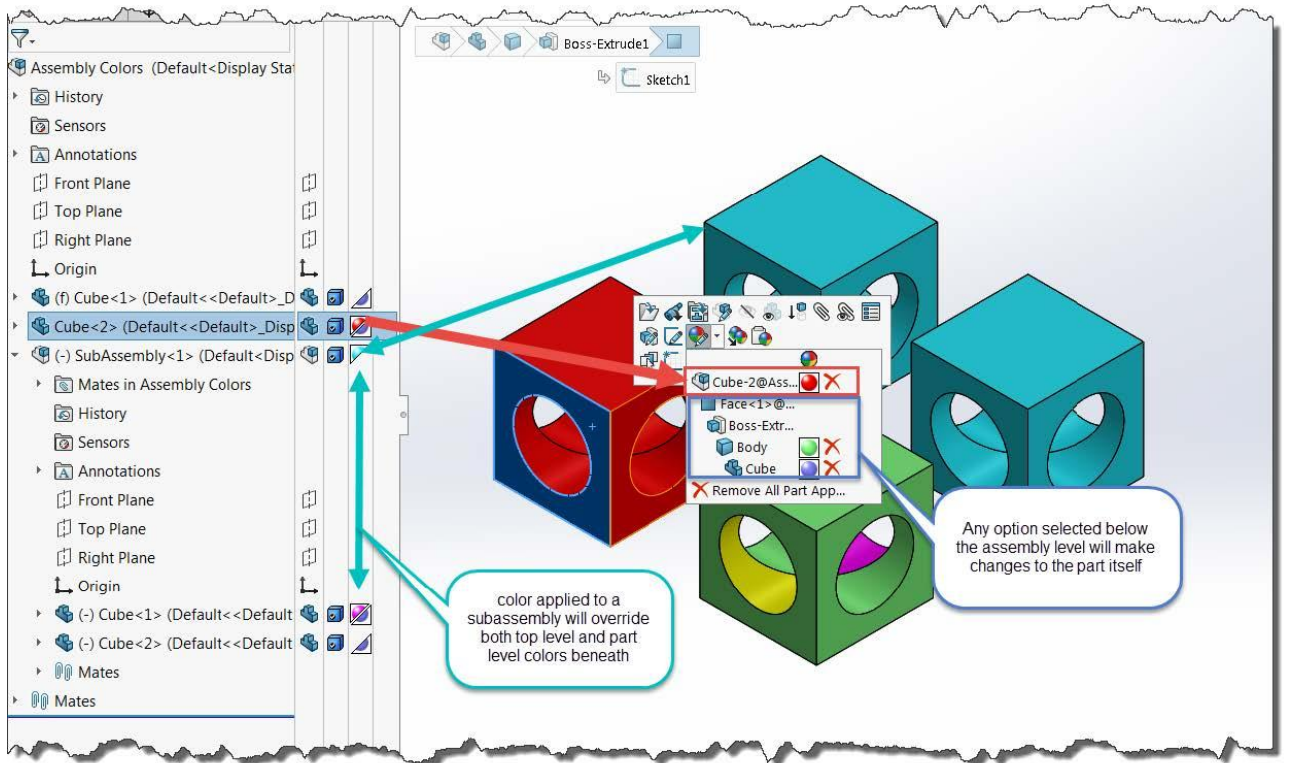 Boss-Extrude1
Sketch1
Assembly Colors (Default<Display Stat
History
Sensors
Annotations
Front Plane
Top Plane
Right Plane
Origin
(f) Cube<1> (Default<<Default>_D
Cube<2> (Default<<Default>_Disp
(-) SubAssembly<1> (Default<Disp
Mates in Assembly Colors
History
Sensors
Annotations
Front Plane
Top Plane
Right Plane
Origin
(-) Cube<1> (Default<<Default
(-) Cube<2> (Default<<Default
Mates
Mates
Cube-2@Ass...
Face<1>@...
Boss-Extr...
Body
Cube
Remove All Part App...
Any option selected below
the assembly level will make
changes to the part itself
color applied to a
subassembly will override
both top level and part
level colors beneath